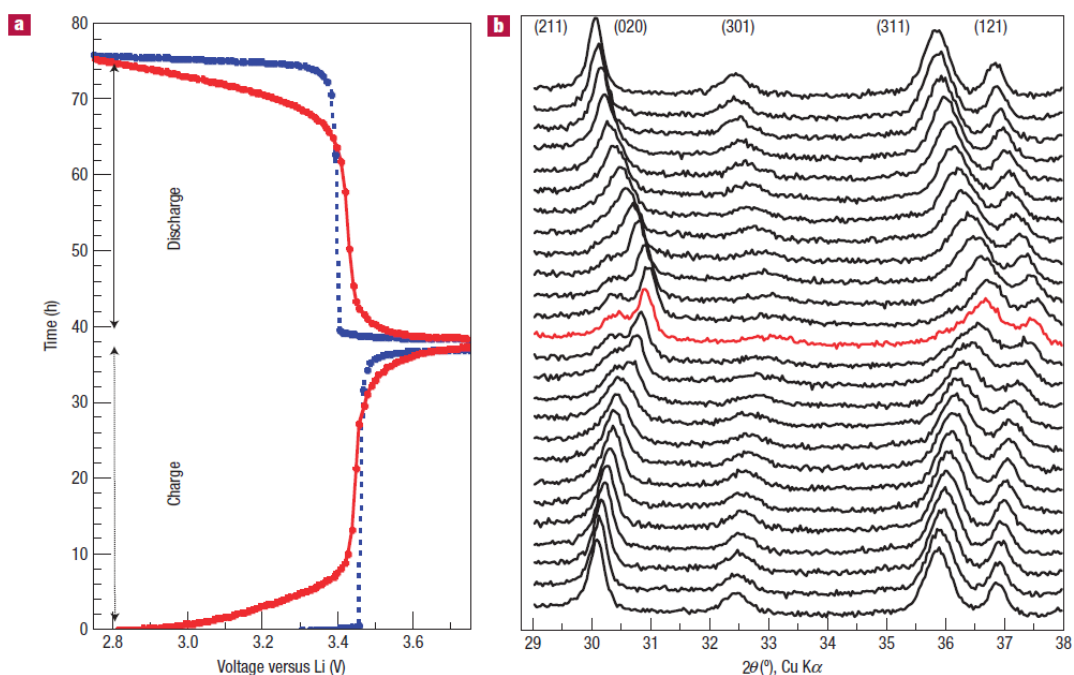 a
80
70
60
50
40
30
20
10
0
Time (h)
Discharge
Charge
2.8 3.0 3.2 3.4 3.6
Voltage versus Li (V)
b
(211) (020) (301) (311) (121)
29 30 31 32 33 34 35 36 37 38
2θ(º), Cu Kα